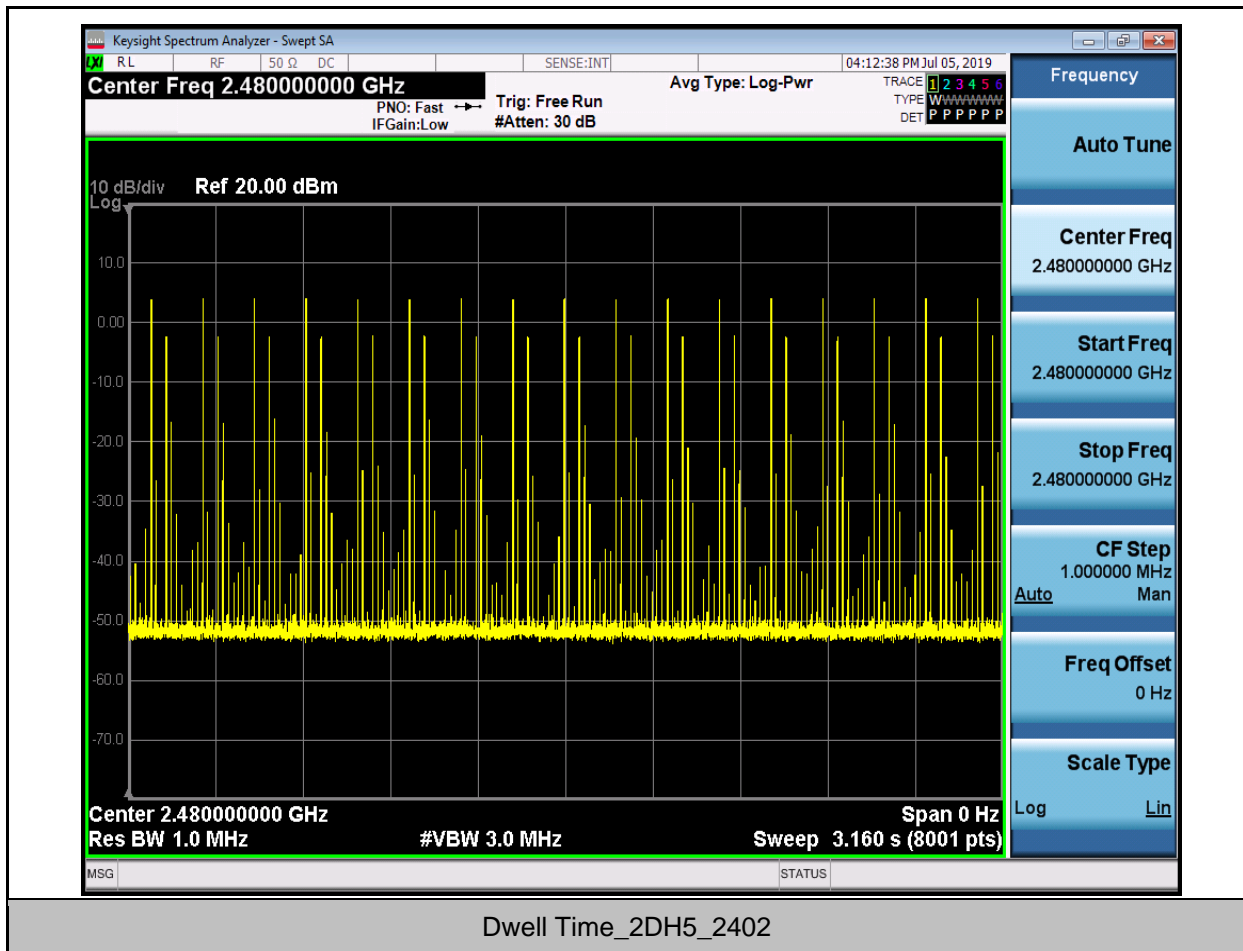 Keysight Spectrum Analyzer - Swept SA
LXI RL RF 50 Ω DC SENSE:INT 04:12:38 PM Jul 05, 2019
Center Freq 2.480000000 GHz
PNO: Fast
IFGain:Low
Trig: Free Run
#Atten: 30 dB
Avg Type: Log-Pwr
TRACE 1 2 3 4 5 6
TYPE WWWWWW
DET P P P P P P
10 dB/div Ref 20.00 dBm
Log
10.0
0.00
-10.0
-20.0
-30.0
-40.0
-50.0
-60.0
-70.0
Center 2.480000000 GHz Span 0 Hz
Res BW 1.0 MHz #VBW 3.0 MHz Sweep 3.160 s (8001 pts)
MSG STATUS
Frequency
Auto Tune
Center Freq
2.480000000 GHz
Start Freq
2.480000000 GHz
Stop Freq
2.480000000 GHz
CF Step
1.000000 MHz
Auto Man
Freq Offset
0 Hz
Scale Type
Log Lin
Dwell Time_2DH5_2402